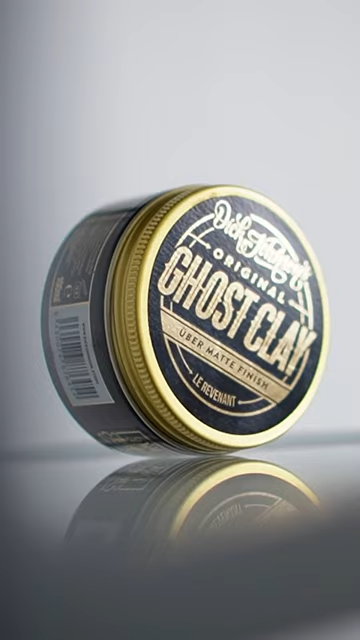 Dick Johnson's
ORIGINAL
GHOST CLAY
ÜBER MATTE FINISH
LE REVENANT